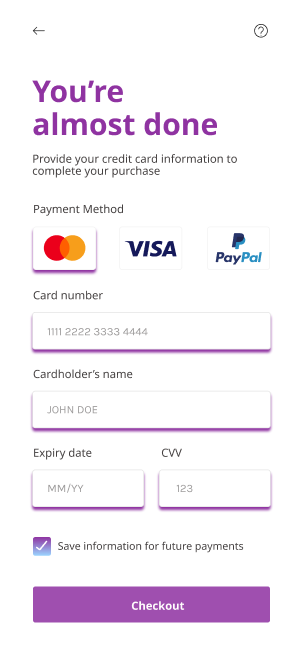 You’re
almost done
Provide your credit card information to
complete your purchase
Payment Method
VISA
PayPal
Card number
1111 2222 3333 4444
Cardholder’s name
JOHN DOE
Expiry date
CVV
MM/YY
123
Save information for future payments
Checkout